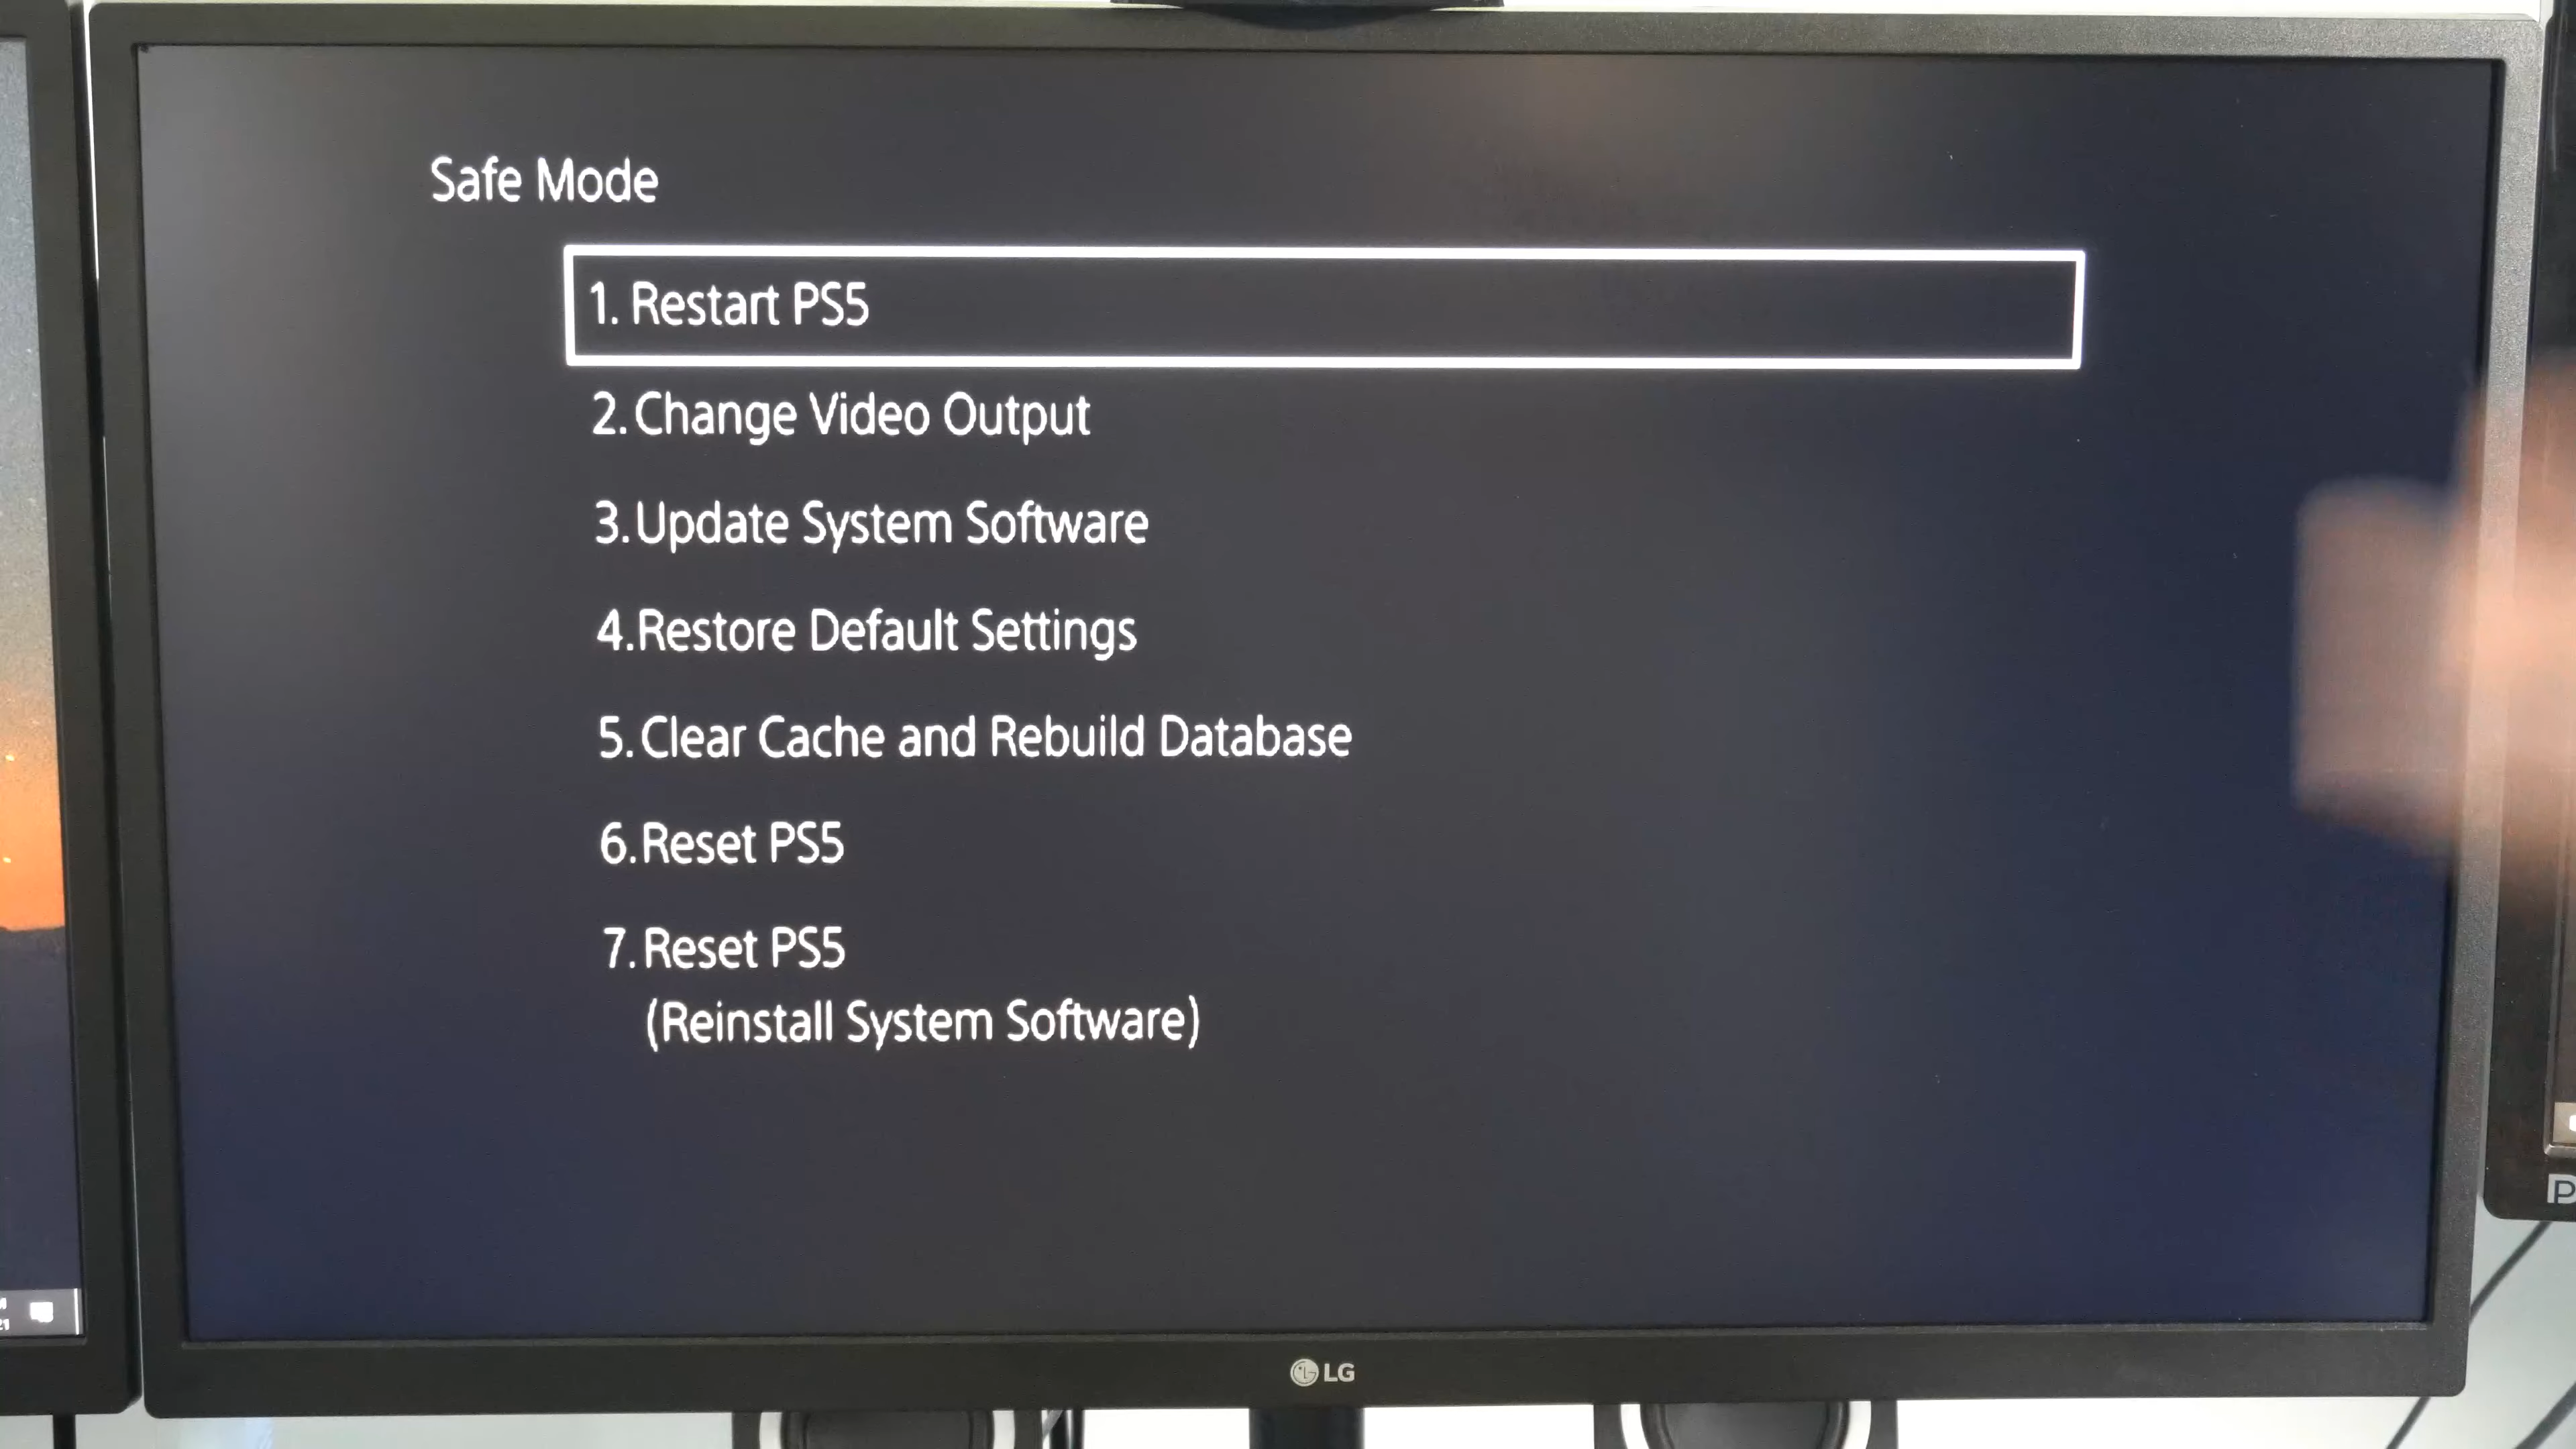 Safe Mode
1. Restart PS5
2. Change Video Output
3. Update System Software
4. Restore Default Settings
5. Clear Cache and Rebuild Database
6. Reset PS5
7. Reset PS5
(Reinstall System Software)
LG